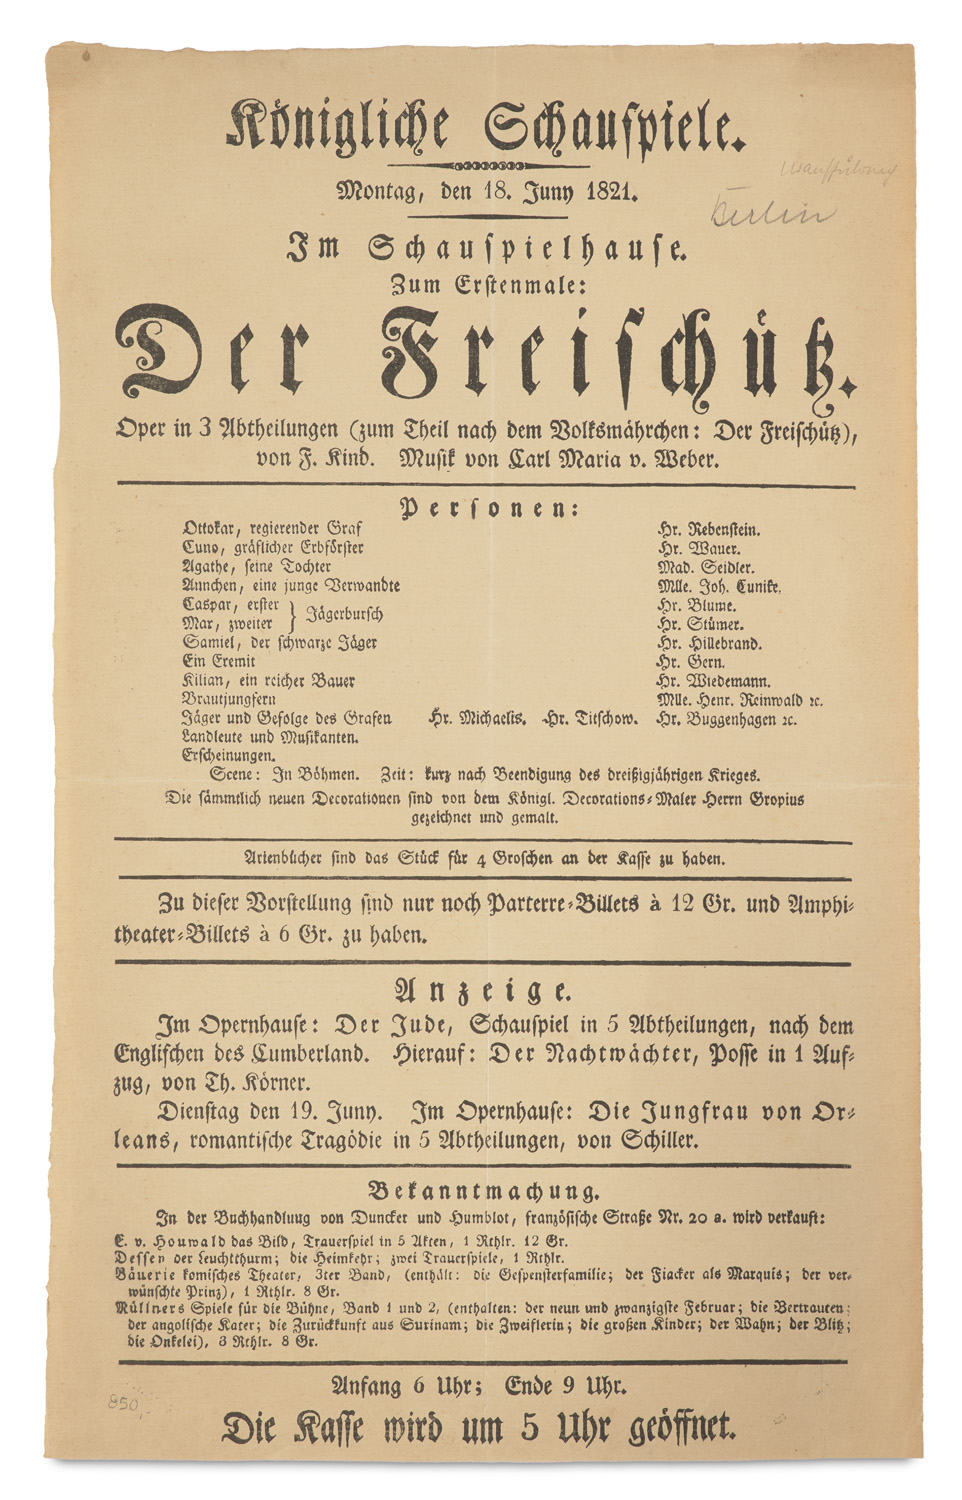 Königliche Schauspiele.
Montag, den 18. Juny 1821.
Uraufführung
Berlin
Im Schauspielhause.
Zum Erstenmale:
Der Freischütz.
Oper in 3 Abtheilungen (zum Theil nach dem Volksmährchen: Der Freischütz),
von F. Kind. Musik von Carl Maria v. Weber.
Personen:
Ottokar, regierender Graf Hr. Rebenstein.
Cuno, gräflicher Erbförster Hr. Wauer.
Agathe, seine Tochter Mad. Seidler.
Annchen, eine junge Verwandte Mlle. Joh. Eunike.
Caspar, erster } Jägerbursch Hr. Blume.
Max, zweiter Hr. Stümer.
Samiel, der schwarze Jäger Hr. Hillebrand.
Ein Eremit Hr. Gern.
Kilian, ein reicher Bauer Hr. Wiedemann.
Brautjungfern Mlle. Henr. Reinwald ꝛc.
Jäger und Gefolge des Grafen Hr. Michaelis. Hr. Titschow. Hr. Buggenhagen ꝛc.
Landleute und Musikanten.
Erscheinungen.
Scene: In Böhmen. Zeit: kurz nach Beendigung des dreißigjährigen Krieges.
Die sämmtlich neuen Decorationen sind von dem Königl. Decorations-Maler Herrn Gropius
gezeichnet und gemalt.
Arienbücher sind das Stück für 4 Groschen an der Kasse zu haben.
Zu dieser Vorstellung sind nur noch Parterre-Billets à 12 Gr. und Amphi-
theater-Billets à 6 Gr. zu haben.
Anzeige.
Im Opernhause: Der Jude, Schauspiel in 5 Abtheilungen, nach dem
Englischen des Cumberland. Hierauf: Der Nachtwächter, Posse in 1 Auf-
zug, von Th. Körner.
Dienstag den 19. Juny. Im Opernhause: Die Jungfrau von Or-
leans, romantische Tragödie in 5 Abtheilungen, von Schiller.
Bekanntmachung.
In der Buchhandluug von Duncker und Humblot, französische Straße Nr. 20 a. wird verkauft:
E. v. Houwald das Bild, Trauerspiel in 5 Akten, 1 Rthlr. 12 Gr.
Dessen der Leuchtthurm; die Heimkehr; zwei Trauerspiele, 1 Rthlr.
Bäuerle komisches Theater, 3ter Band, (enthält: die Gespensterfamilie; der Fiacker als Marquis; der ver-
wünschte Prinz), 1 Rthlr. 8 Gr.
Müllners Spiele für die Bühne, Band 1 und 2, (enthalten: der neun und zwanzigste Februar; die Vertrauten;
der angolische Kater; die Zurückkunft aus Surinam; die Zweiflerin; die großen Kinder; der Wahn; der Blitz;
die Onkelei), 3 Rthlr. 8 Gr.
Anfang 6 Uhr; Ende 9 Uhr.
850,-
Die Kasse wird um 5 Uhr geöffnet.